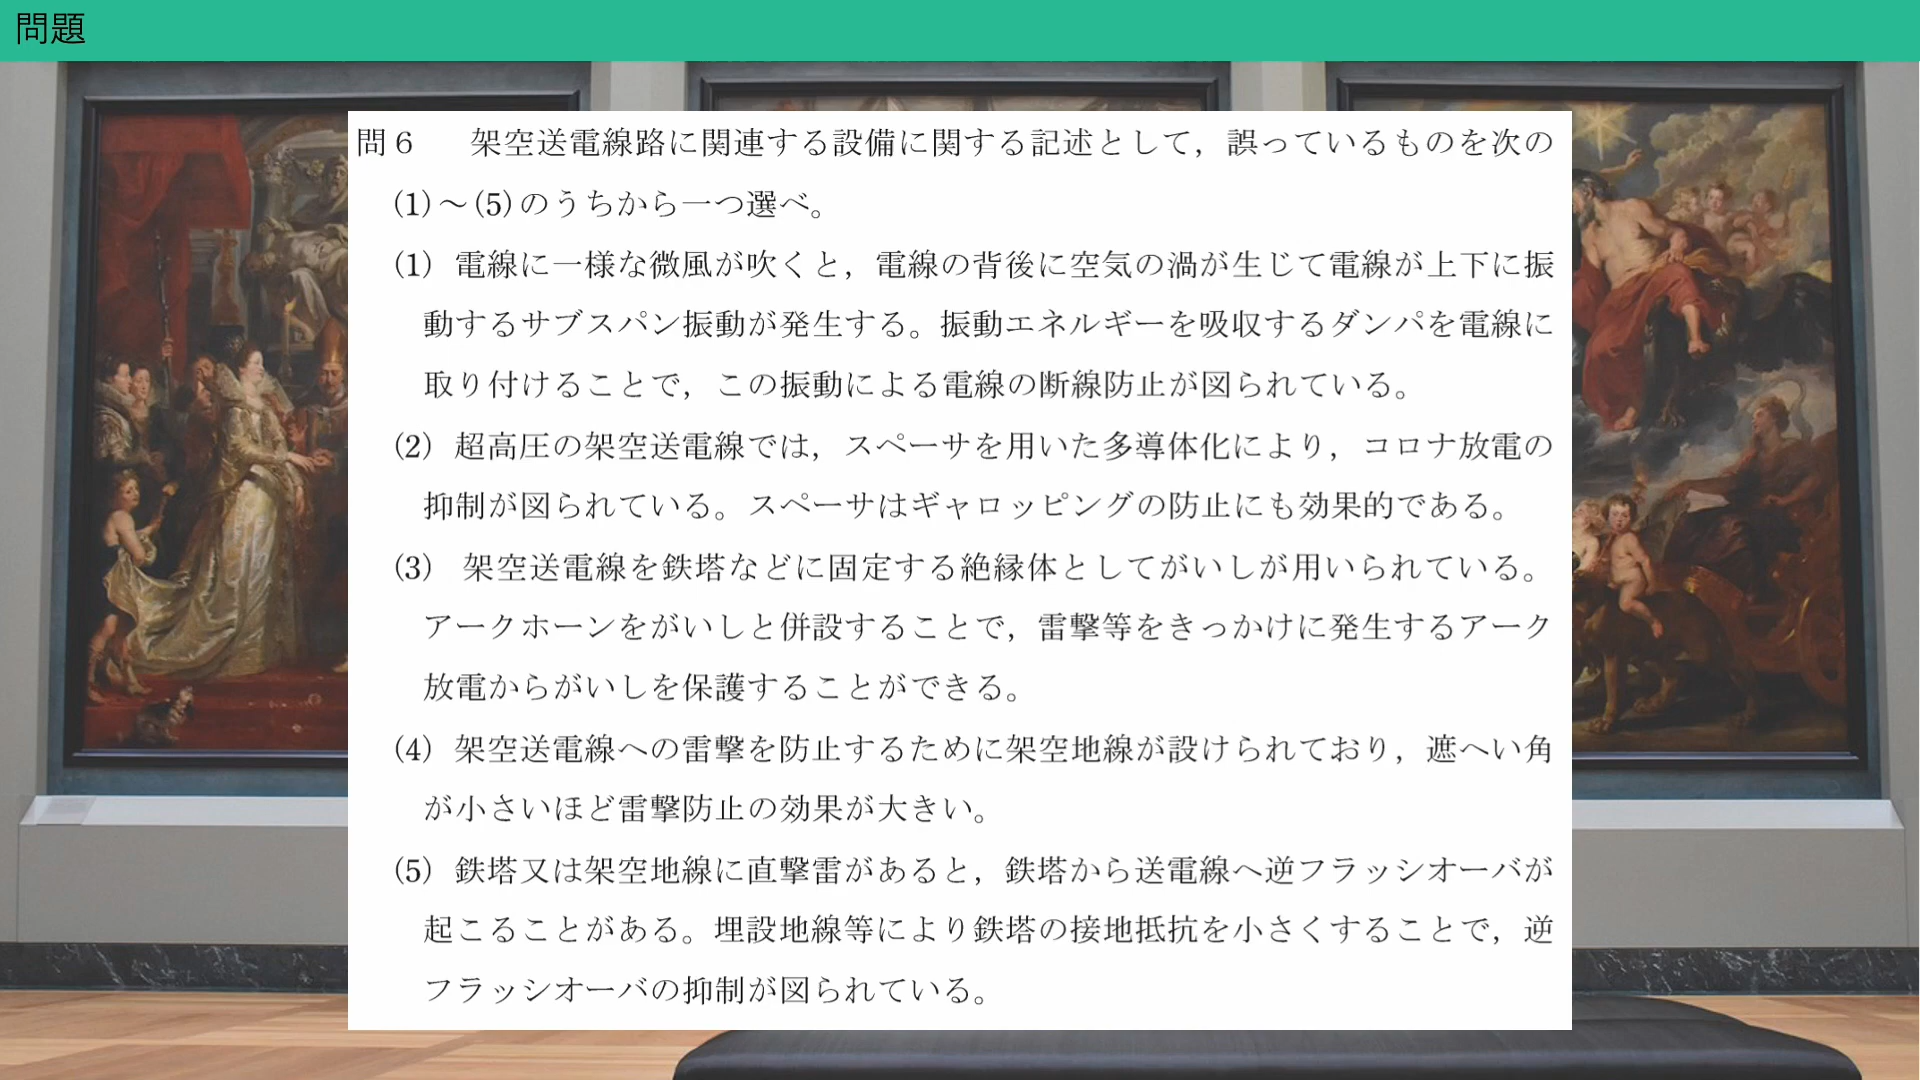 問題
問６　架空送電線路に関連する設備に関する記述として，誤っているものを次の
(1)～(5)のうちから一つ選べ。
(1) 電線に一様な微風が吹くと，電線の背後に空気の渦が生じて電線が上下に振
動するサブスパン振動が発生する。振動エネルギーを吸収するダンパを電線に
取り付けることで，この振動による電線の断線防止が図られている。
(2) 超高圧の架空送電線では，スペーサを用いた多導体化により，コロナ放電の
抑制が図られている。スペーサはギャロッピングの防止にも効果的である。
(3) 架空送電線を鉄塔などに固定する絶縁体としてがいしが用いられている。
アークホーンをがいしと併設することで，雷撃等をきっかけに発生するアーク
放電からがいしを保護することができる。
(4) 架空送電線への雷撃を防止するために架空地線が設けられており，遮へい角
が小さいほど雷撃防止の効果が大きい。
(5) 鉄塔又は架空地線に直撃雷があると，鉄塔から送電線へ逆フラッシオーバが
起こることがある。埋設地線等により鉄塔の接地抵抗を小さくすることで，逆
フラッシオーバの抑制が図られている。